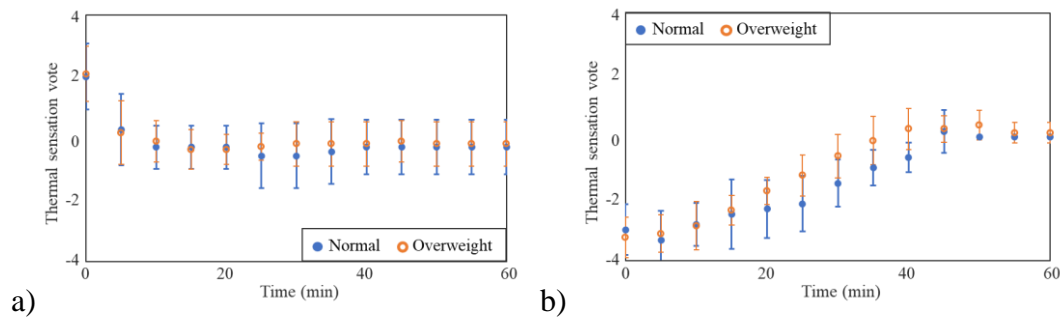 4
2
0
-2
-4
Thermal sensation vote
Normal Overweight
0 20 40 60
Time (min)
a)
4
2
0
-2
-4
Thermal sensation vote
Normal Overweight
0 20 40 60
Time (min)
b)